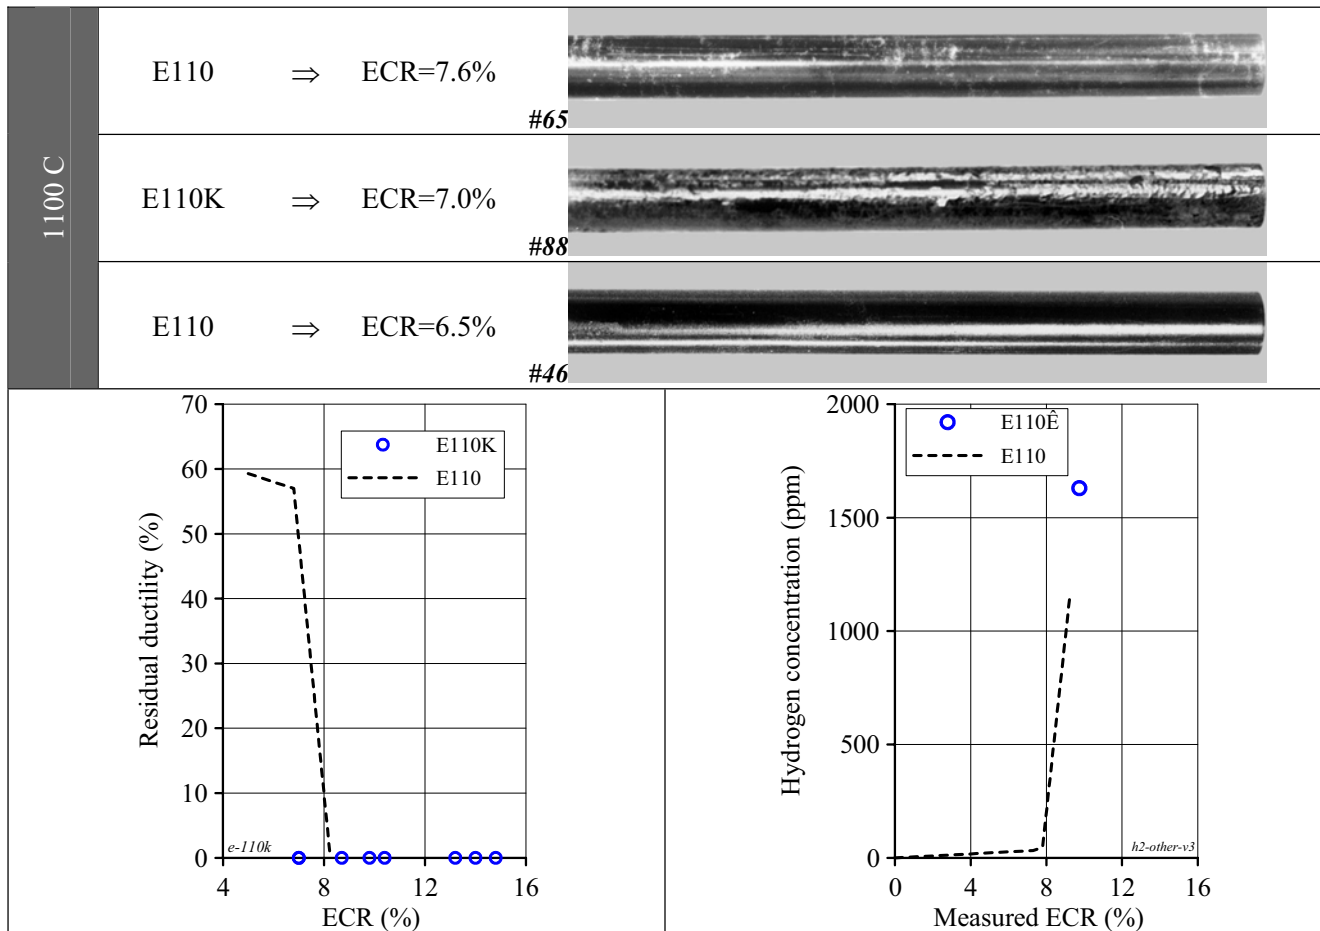 1100 C
E110 ⇒ ECR=7.6%
#65
E110K ⇒ ECR=7.0%
#88
E110 ⇒ ECR=6.5%
#46
Residual ductility (%)
70
60
50
40
30
20
10
0
E110K
E110
e-110k
4 8 12 16
ECR (%)
Hydrogen concentration (ppm)
2000
1500
1000
500
0
E110Ê
E110
h2-other-v3
0 4 8 12 16
Measured ECR (%)